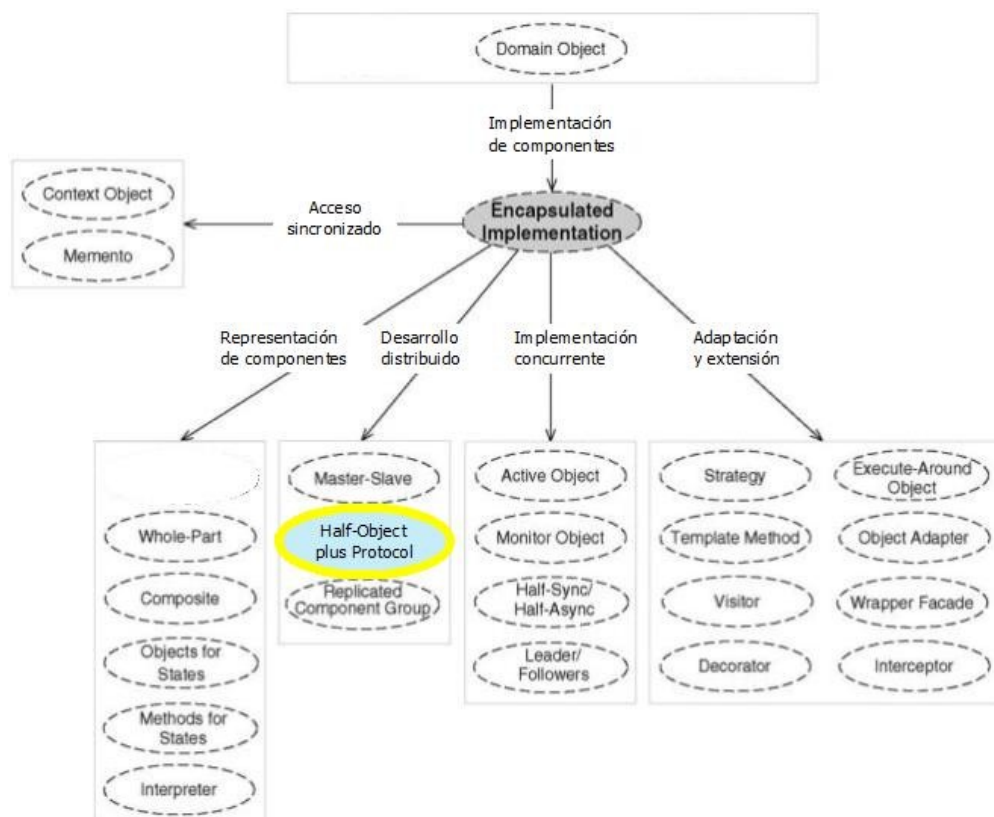 Domain Object
Implementación
de componentes
Context Object
Memento
Acceso
sincronizado
Encapsulated
Implementation
Representación
de componentes
Desarrollo
distribuido
Implementación
concurrente
Adaptación
y extensión
Whole-Part
Composite
Objects for
States
Methods for
States
Interpreter
Master-Slave
Half-Object
plus Protocol
Replicated
Component Group
Active Object
Monitor Object
Half-Sync/
Half-Async
Leader/
Followers
Strategy
Template Method
Visitor
Decorator
Execute-Around
Object
Object Adapter
Wrapper Facade
Interceptor